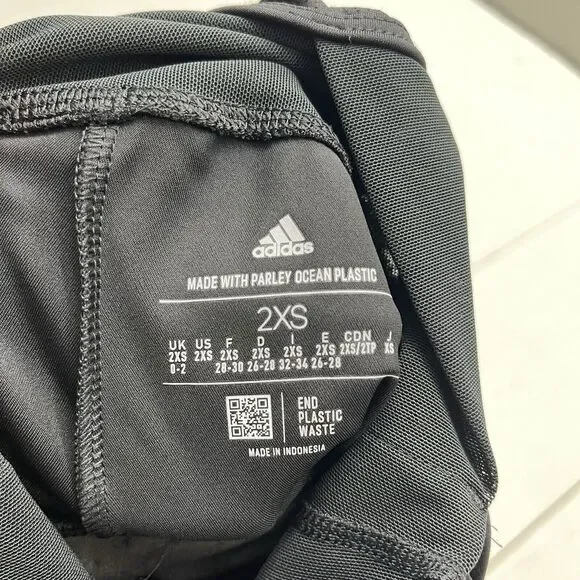 adidas
MADE WITH PARLEY OCEAN PLASTIC
2XS
UK US F D I E CDN J
2XS 2XS 2XS 2XS 2XS 2XS 2XS/2TP XS
0-2 28-30 26-28 32-34 26-28
END
PLASTIC
WASTE
MADE IN INDONESIA